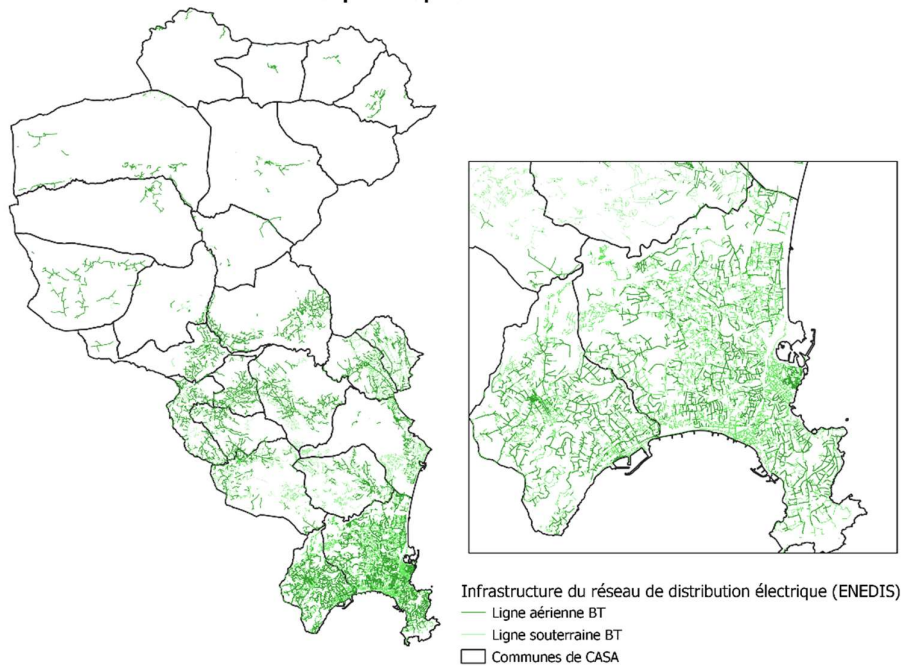 Infrastructure du réseau de distribution électrique (ENEDIS)
Ligne aérienne BT
Ligne souterraine BT
Communes de CASA